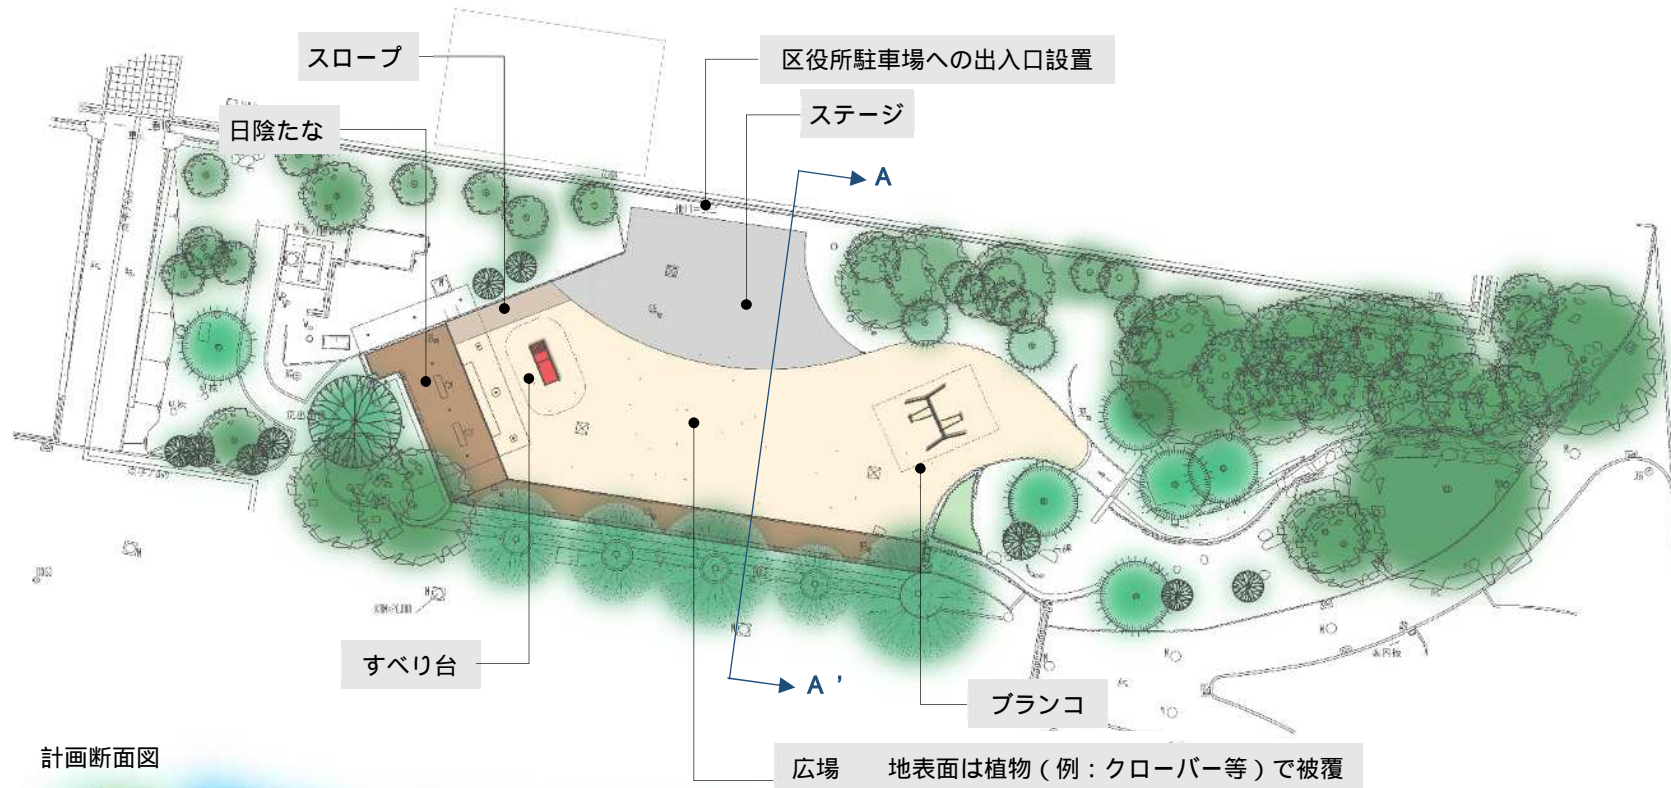 スロープ
区役所駐車場への出入口設置
ステージ
日陰たな
A
すべり台
A '
ブランコ
計画断面図
広場　　地表面は植物（例：クローバー等）で被覆